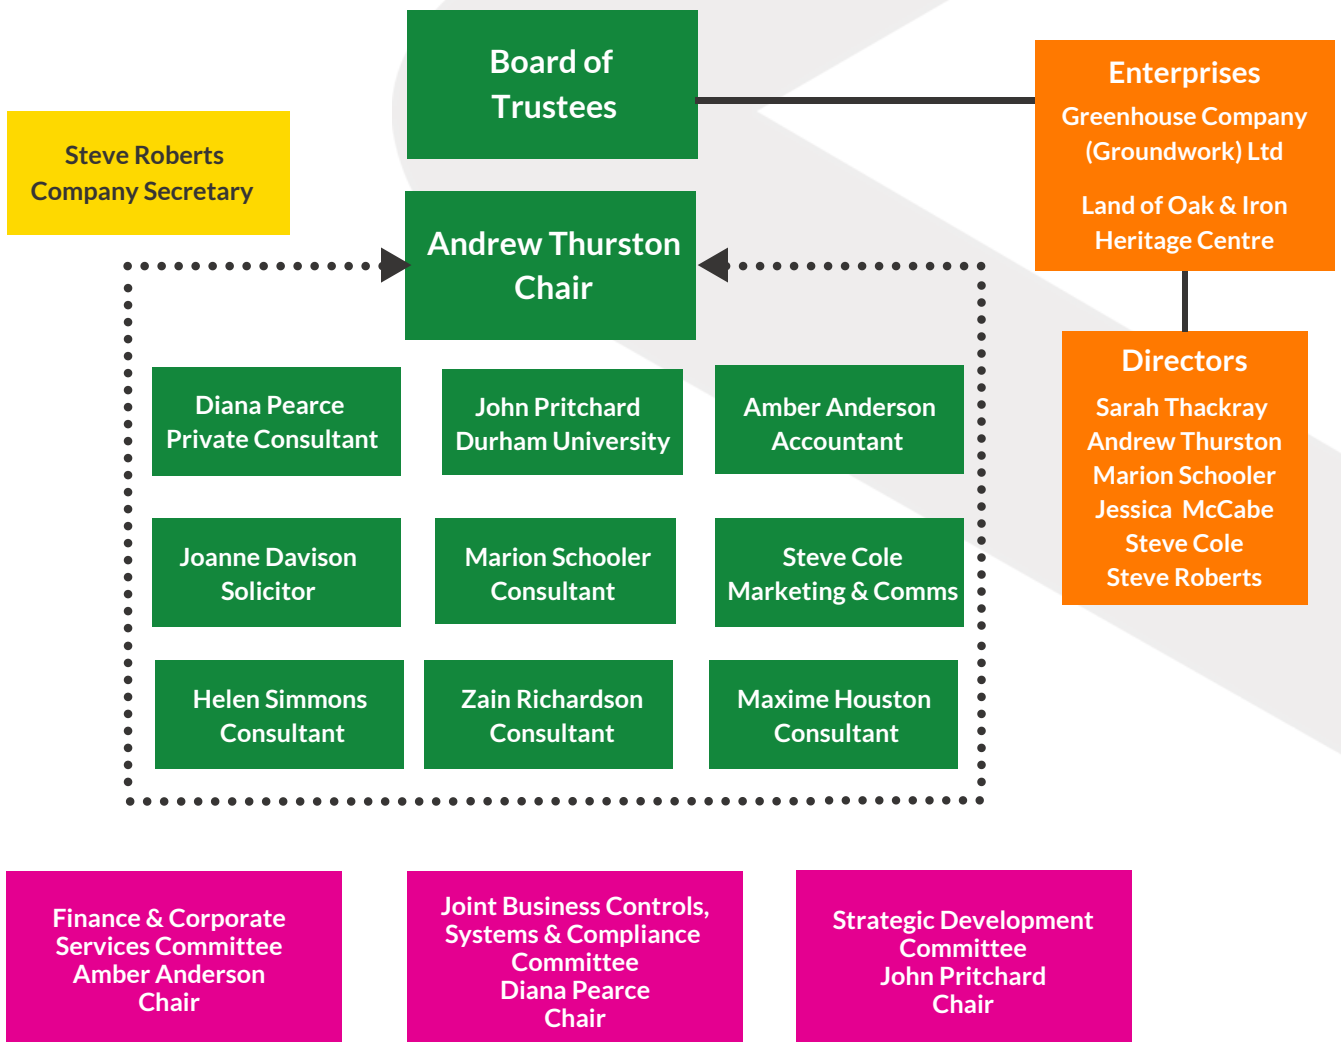 Board of
Trustees
Enterprises
Greenhouse Company
(Groundwork) Ltd
Land of Oak & Iron
Heritage Centre
Steve Roberts
Company Secretary
Andrew Thurston
Chair
Directors
Sarah Thackray
Andrew Thurston
Marion Schooler
Jessica McCabe
Steve Cole
Steve Roberts
Diana Pearce
Private Consultant
John Pritchard
Durham University
Amber Anderson
Accountant
Joanne Davison
Solicitor
Marion Schooler
Consultant
Steve Cole
Marketing & Comms
Helen Simmons
Consultant
Zain Richardson
Consultant
Maxime Houston
Consultant
Finance & Corporate
Services Committee
Amber Anderson
Chair
Joint Business Controls,
Systems & Compliance
Committee
Diana Pearce
Chair
Strategic Development
Committee
John Pritchard
Chair